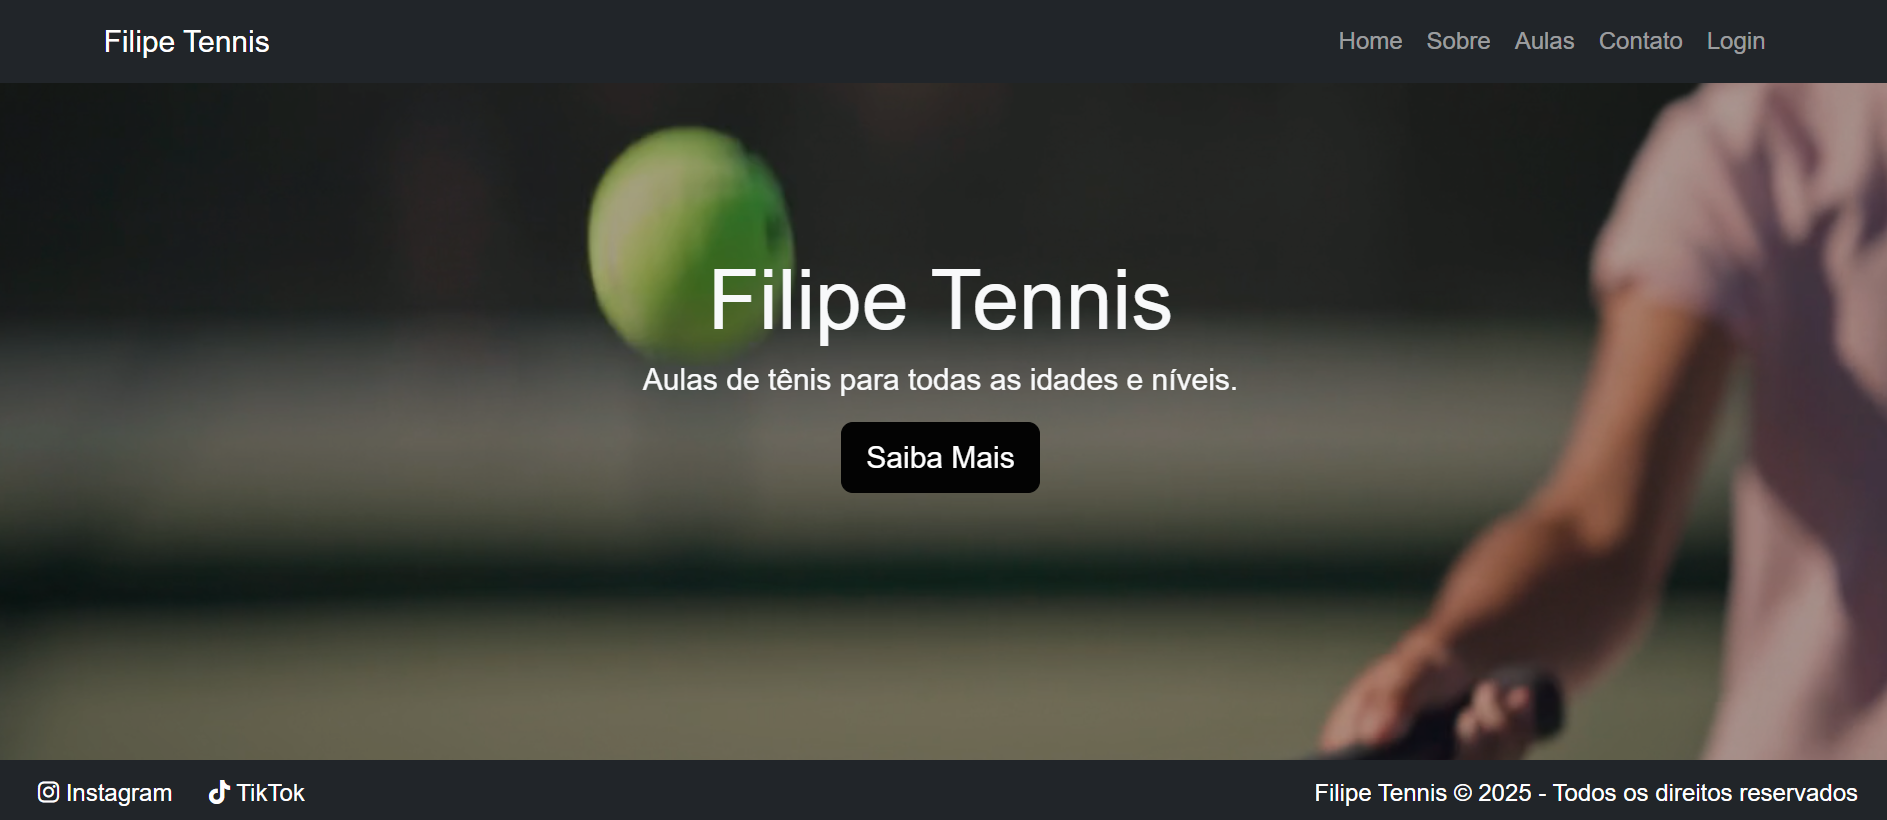 Filipe Tennis
Home Sobre Aulas Contato Login
Filipe Tennis
Aulas de tênis para todas as idades e níveis.
Saiba Mais
Instagram TikTok
Filipe Tennis © 2025 - Todos os direitos reservados